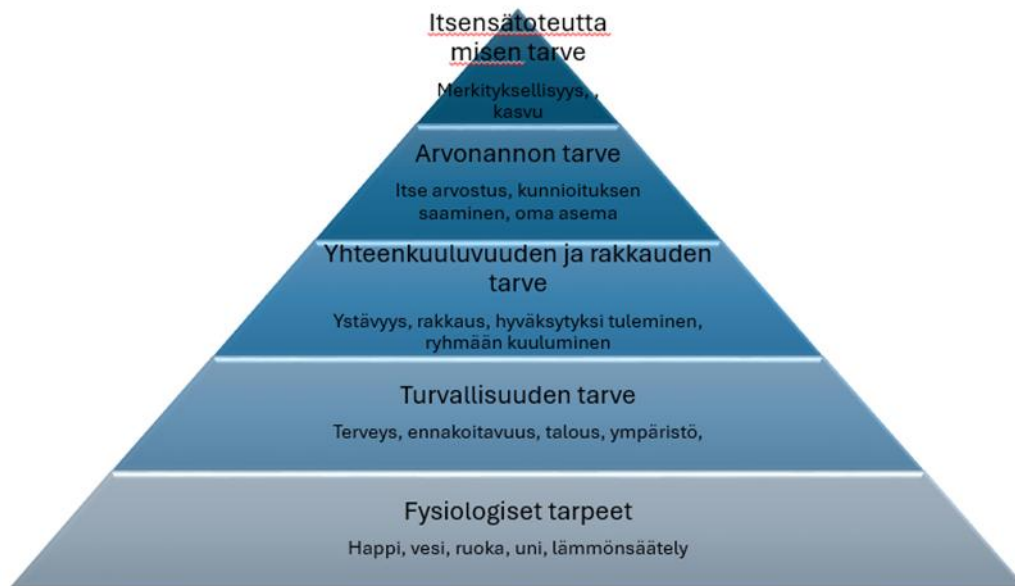 Itsensätoteutta
misen tarve
Merkityksellisyys, ,
kasvu
Arvonannon tarve
Itse arvostus, kunnioituksen
saaminen, oma asema
Yhteenkuuluvuuden ja rakkauden
tarve
Ystävyys, rakkaus, hyväksytyksi tuleminen,
ryhmään kuuluminen
Turvallisuuden tarve
Terveys, ennakoitavuus, talous, ympäristö,
Fysiologiset tarpeet
Happi, vesi, ruoka, uni, lämmönsäätely